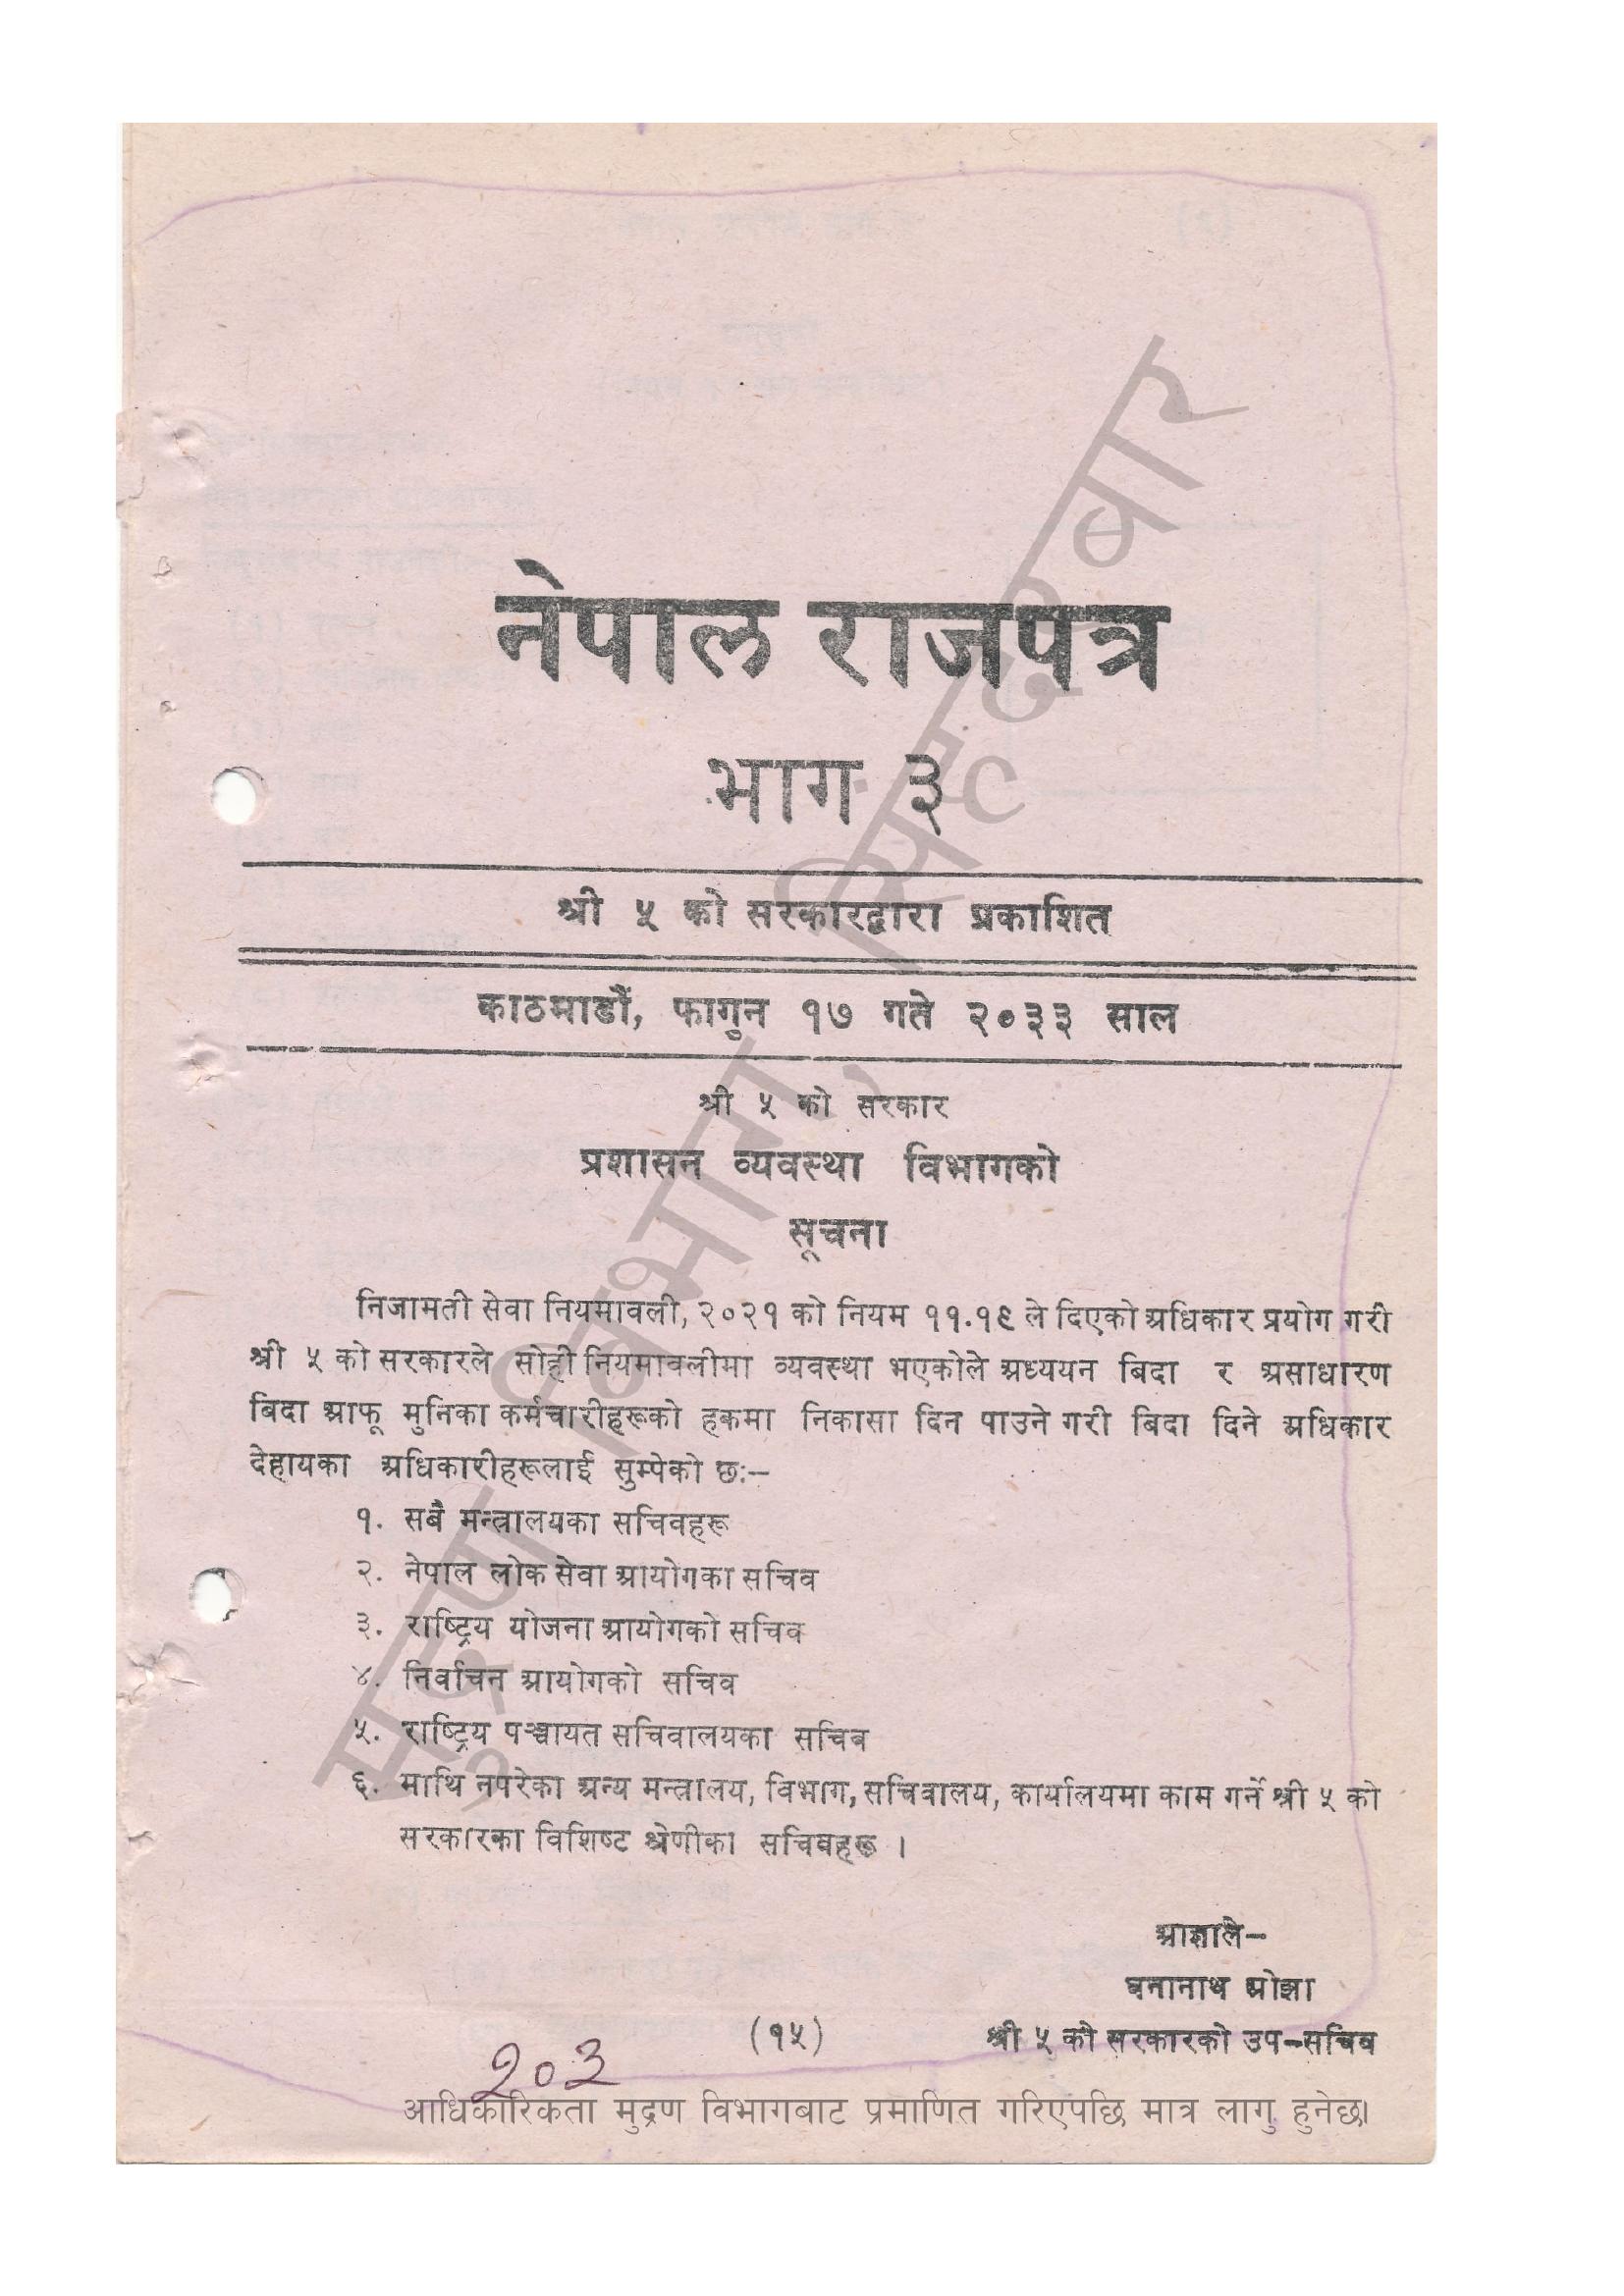 नेपाल राजपत्र
भाग ३
श्री ५ को सरकारद्वारा प्रकाशित
काठमाडौं, फागुन १७ गते २०३३ साल
श्री ५ को सरकार
प्रशासन व्यवस्था विभागको
सूचना
निजामती सेवा नियमावली, २०२१ को नियम ११.१९ ले दिएको अधिकार प्रयोग गरी
श्री ५ को सरकारले सोही नियमावलीमा व्यवस्था भएकोले अध्ययन बिदा र असाधारण
बिदा आफू मुनिका कर्मचारीहरूको हकमा निकासा दिन पाउने गरी बिदा दिने अधिकार
देहायका अधिकारीहरूलाई सुम्पेको छः–
१. सबै मन्त्रालयका सचिवहरू
२. नेपाल लोक सेवा आयोगका सचिव
३. राष्ट्रिय योजना आयोगको सचिव
४. निर्वाचन आयोगको सचिव
५. राष्ट्रिय पञ्चायत सचिवालयका सचिव
६. माथि नपरेका अन्य मन्त्रालय, विभाग, सचिवालय, कार्यालयमा काम गर्ने श्री ५ को
सरकारका विशिष्ट श्रेणीका सचिवहरू ।
आज्ञाले–
घनानाथ ओझा
श्री ५ को सरकारको उप–सचिव
(१५)
२०३
आधिकारिकता मुद्रण विभागबाट प्रमाणित गरिएपछि मात्र लागु हुनेछ।
मुद्रण विभाग, सिंहदरबार